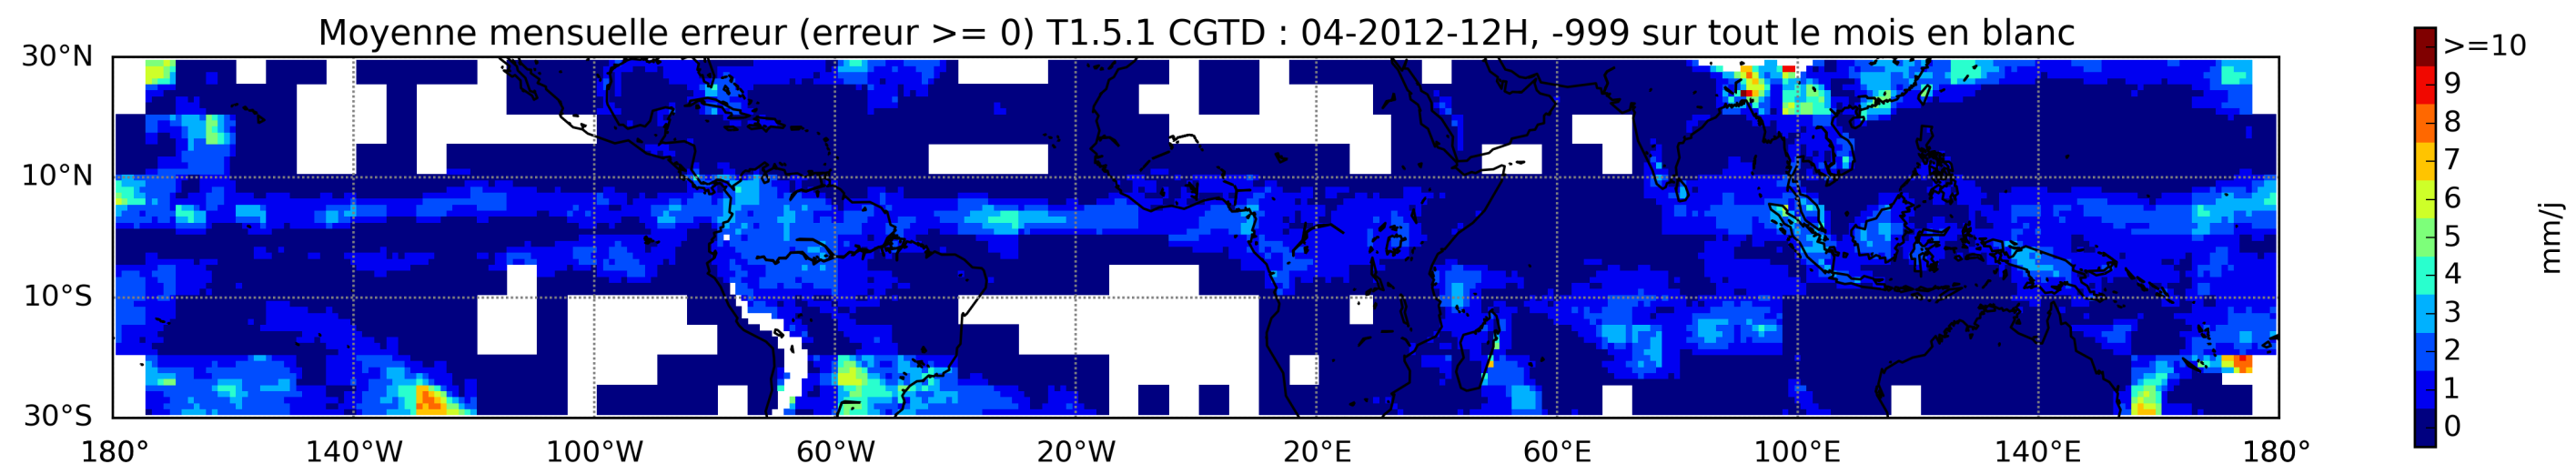 Moyenne mensuelle erreur (erreur >= 0) T1.5.1 CGTD : 04-2012-12H, -999 sur tout le mois en blanc
30°N
10°N
10°S
30°S
180° 140°W 100°W 60°W 20°W 20°E 60°E 100°E 140°E 180°
>=10
9
8
7
6
5
4
3
2
1
0
mm/j